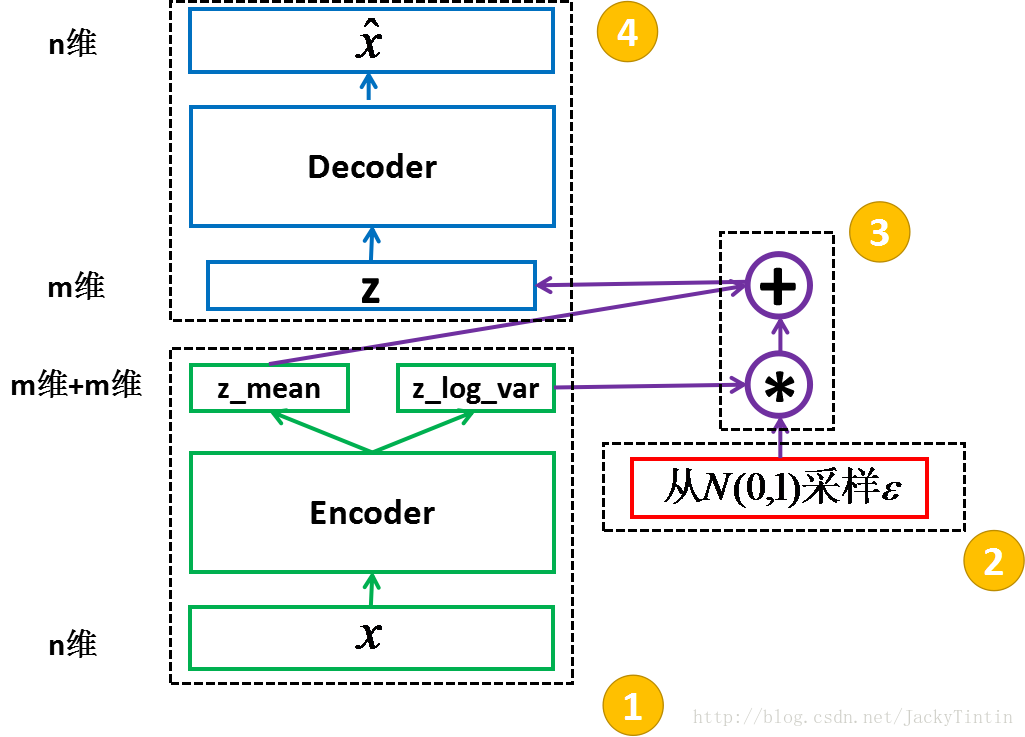 n维
x̂
4
Decoder
3
m维
z
+
m维+m维
z_mean
z_log_var
*
从N(0,1)采样ε
Encoder
2
n维
x
1
http://blog.csdn.net/JackyTintin